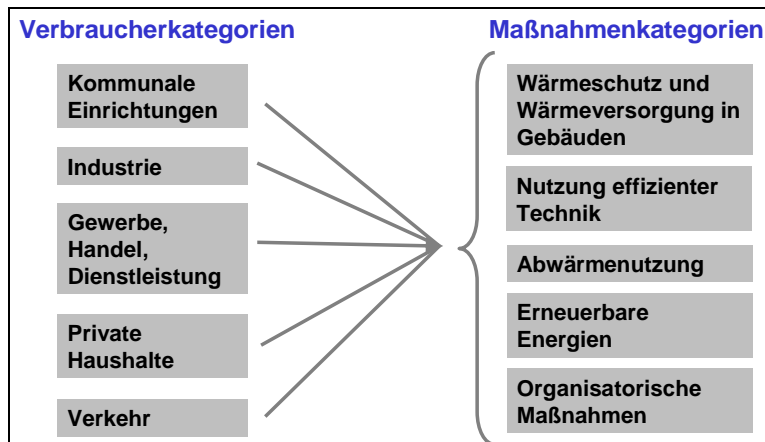 Verbraucherkategorien
Kommunale
Einrichtungen
Industrie
Gewerbe,
Handel,
Dienstleistung
Private
Haushalte
Verkehr
Maßnahmenkategorien
Wärmeschutz und
Wärmeversorgung in
Gebäuden
Nutzung effizienter
Technik
Abwärmenutzung
Erneuerbare
Energien
Organisatorische
Maßnahmen